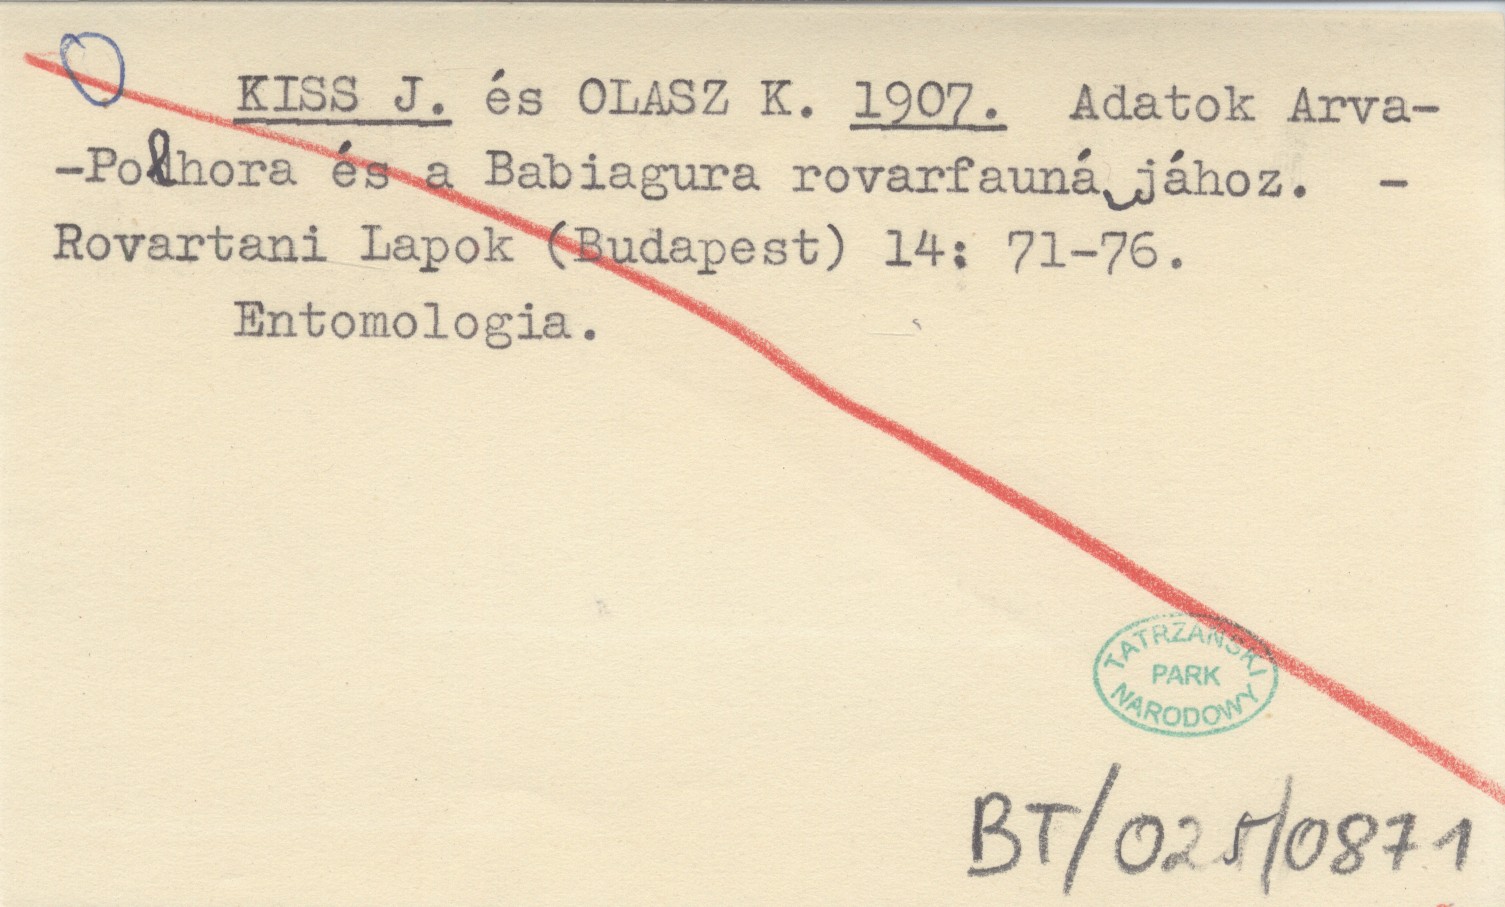 KISS J. és OLASZ K. 1907. Adatok Arva-
-Polhora és a Babiagura rovarfaunájához. -
Rovartani Lapok (Budapest) 14: 71-76.
Entomologia.
TATRZAŃSKI
PARK
NARODOWY
BT/025/0871